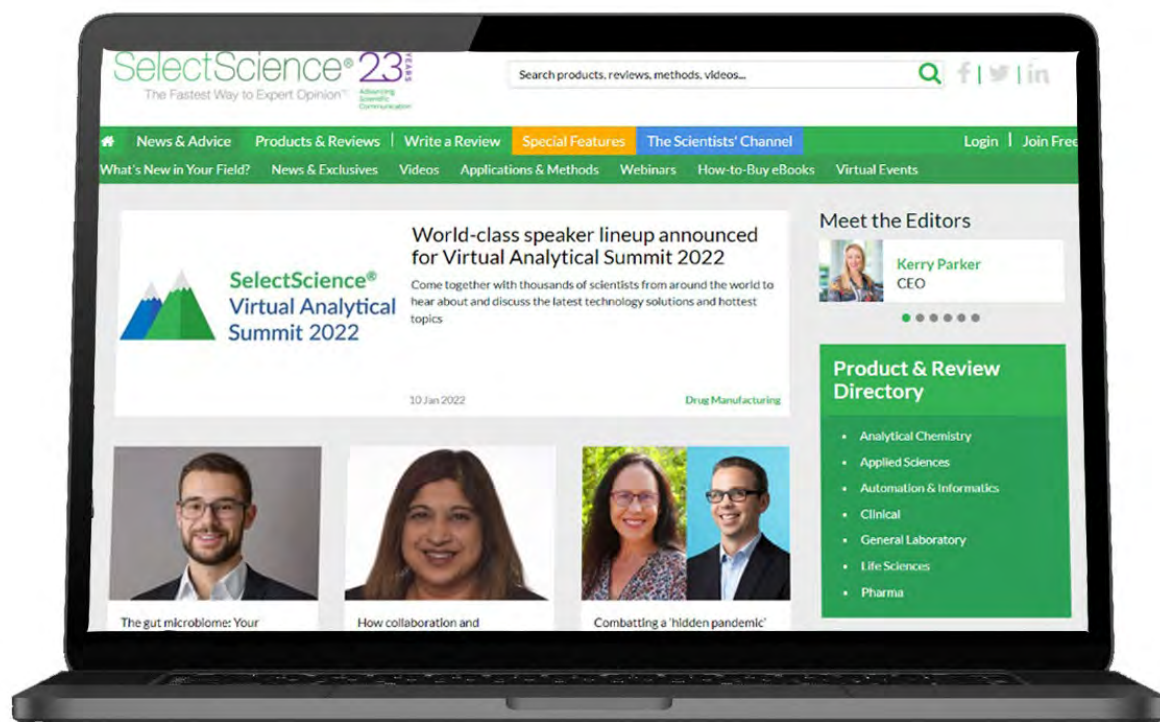 SelectScience® 23 YEARS
The Fastest Way to Expert Opinion™
Advancing
Scientific
Communication
Search products, reviews, methods, videos...
f | | in
News & Advice Products & Reviews | Write a Review Special Features The Scientists' Channel Login | Join Free
What's New in Your Field? News & Exclusives Videos Applications & Methods Webinars How-to-Buy eBooks Virtual Events
SelectScience®
Virtual Analytical
Summit 2022
World-class speaker lineup announced
for Virtual Analytical Summit 2022
Come together with thousands of scientists from around the world to
hear about and discuss the latest technology solutions and hottest
topics
10 Jan 2022 Drug Manufacturing
Meet the Editors
Kerry Parker
CEO
Product & Review
Directory
• Analytical Chemistry
• Applied Sciences
• Automation & Informatics
• Clinical
• General Laboratory
• Life Sciences
• Pharma
The gut microbiome: Your
How collaboration and
Combatting a 'hidden pandemic'